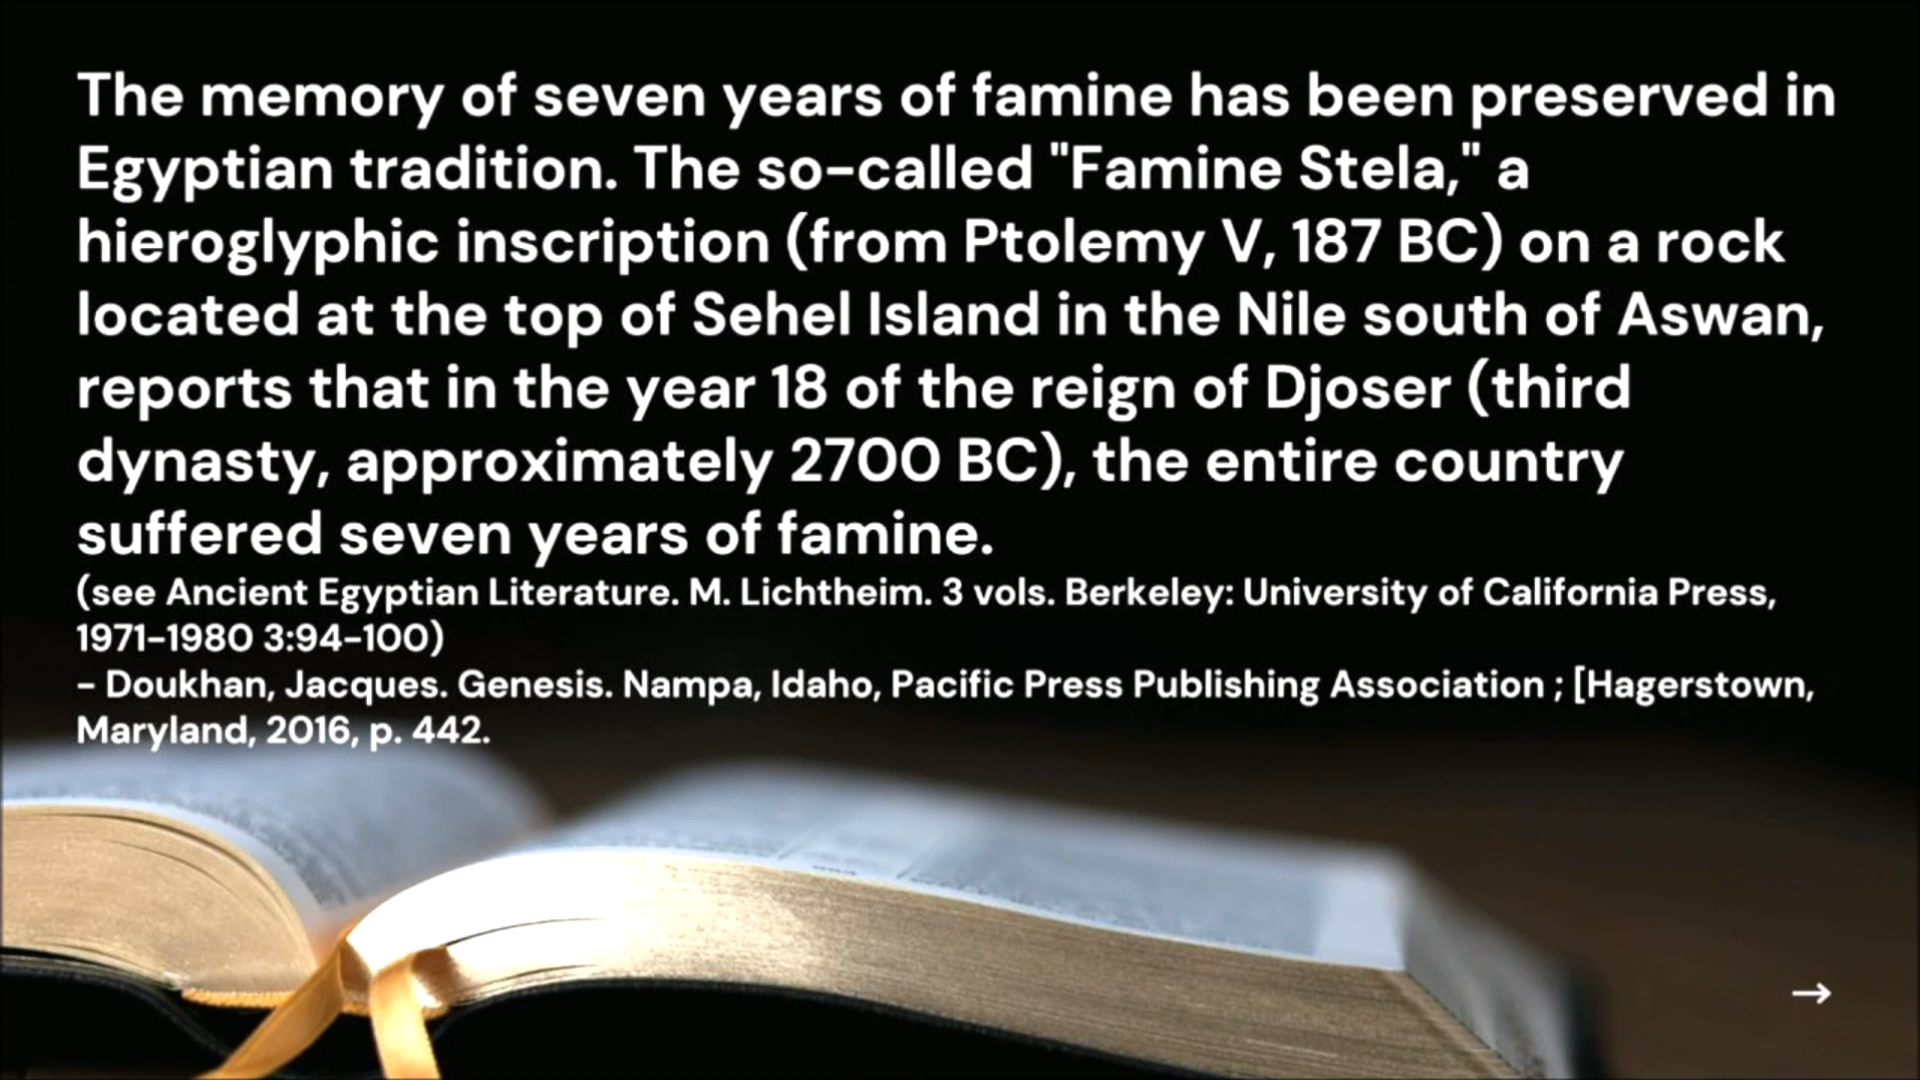 The memory of seven years of famine has been preserved in
Egyptian tradition. The so-called "Famine Stela," a
hieroglyphic inscription (from Ptolemy V, 187 BC) on a rock
located at the top of Sehel Island in the Nile south of Aswan,
reports that in the year 18 of the reign of Djoser (third
dynasty, approximately 2700 BC), the entire country
suffered seven years of famine.
(see Ancient Egyptian Literature. M. Lichtheim. 3 vols. Berkeley: University of California Press,
1971-1980 3:94-100)
- Doukhan, Jacques. Genesis. Nampa, Idaho, Pacific Press Publishing Association ; [Hagerstown,
Maryland, 2016, p. 442.